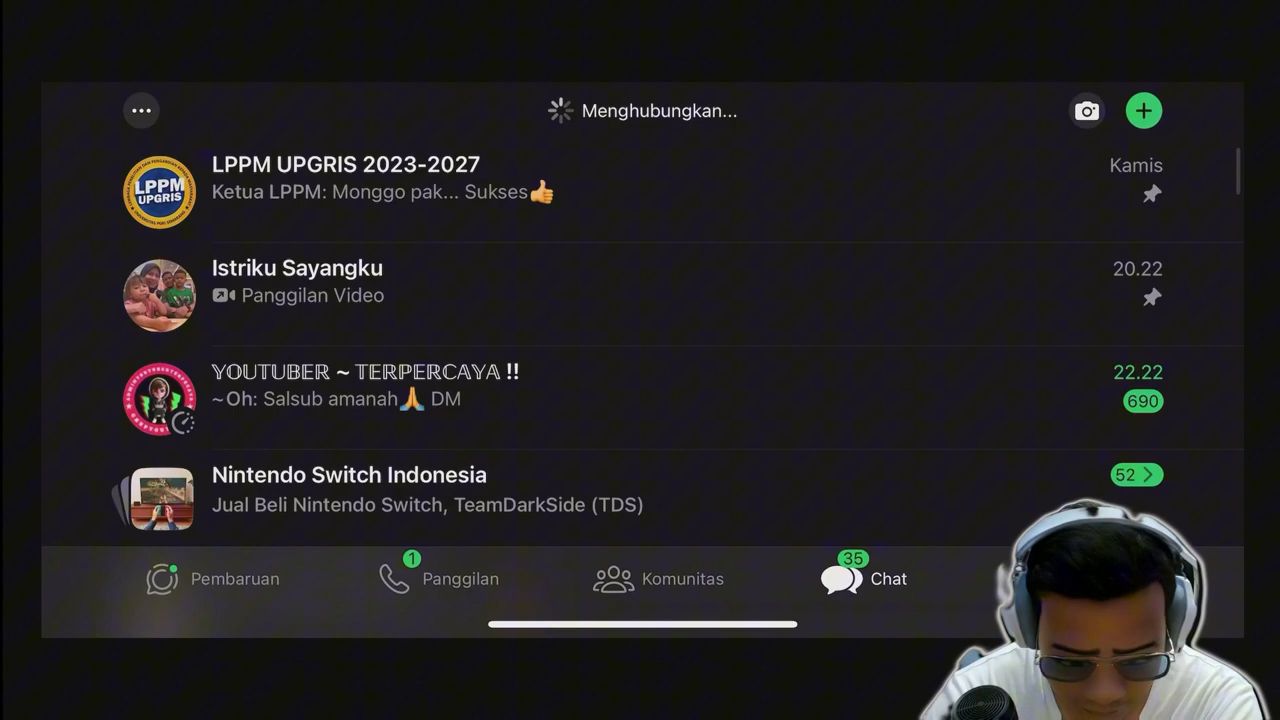 Menghubungkan...
LPPM UPGRIS 2023-2027
Kamis
Ketua LPPM: Monggo pak... Sukses👍
LPPM
UPGRIS
Istriku Sayangku
20.22
Panggilan Video
𝕐𝕆𝕌𝕋𝕌𝔹𝔼ℝ ~ 𝕋𝔼ℝℙ𝔼ℝℂ𝔸𝕐𝔸 ‼
22.22
~Oh: Salsub amanah🙏 DM
690
Nintendo Switch Indonesia
52
Jual Beli Nintendo Switch, TeamDarkSide (TDS)
Pembaruan
1
Panggilan
Komunitas
35
Chat